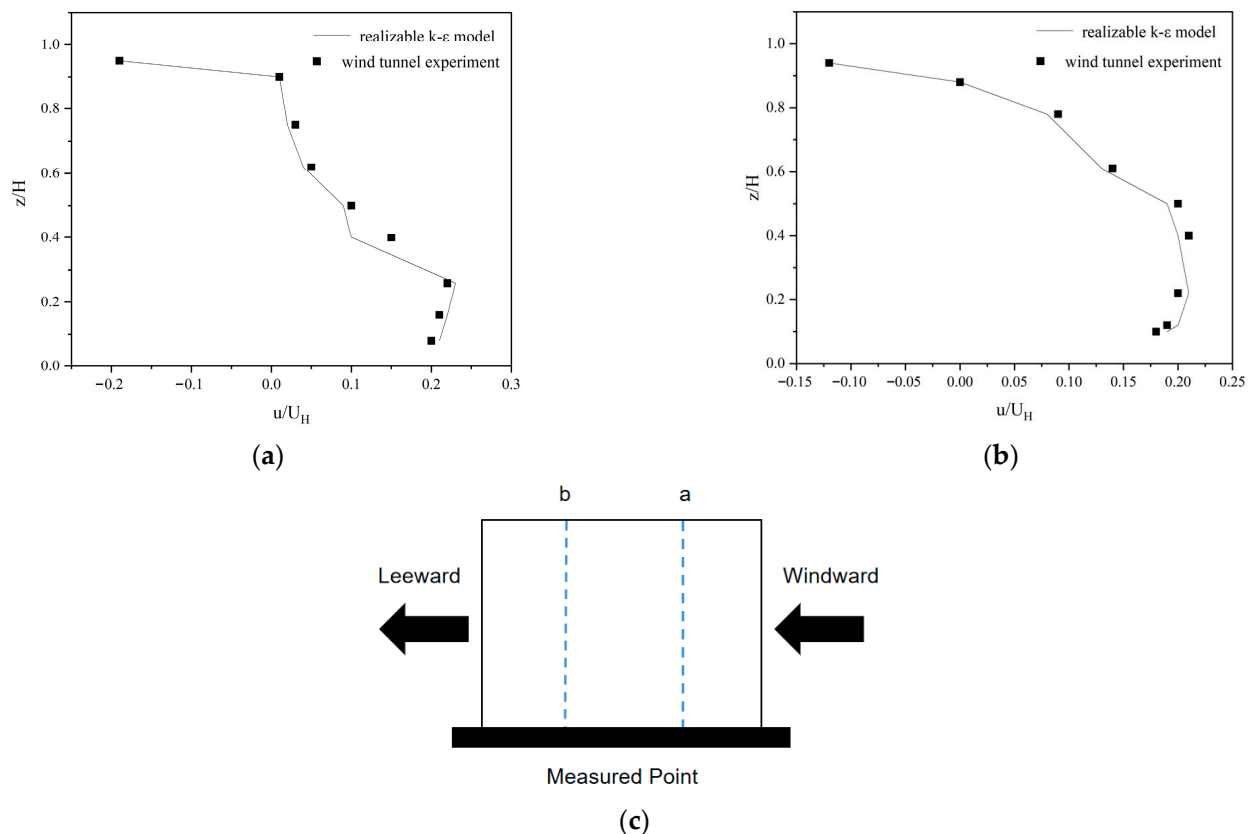 realizable k-ε model
wind tunnel experiment
1.0
0.8
0.6
0.4
0.2
0.0
z/H
−0.2
−0.1
0.0
0.1
0.2
0.3
u/U_H
(a)
realizable k-ε model
wind tunnel experiment
1.0
0.8
0.6
0.4
0.2
0.0
z/H
−0.15
−0.10
−0.05
0.00
0.05
0.10
0.15
0.20
0.25
u/U_H
(b)
b
a
Leeward
Windward
Measured Point
(c)